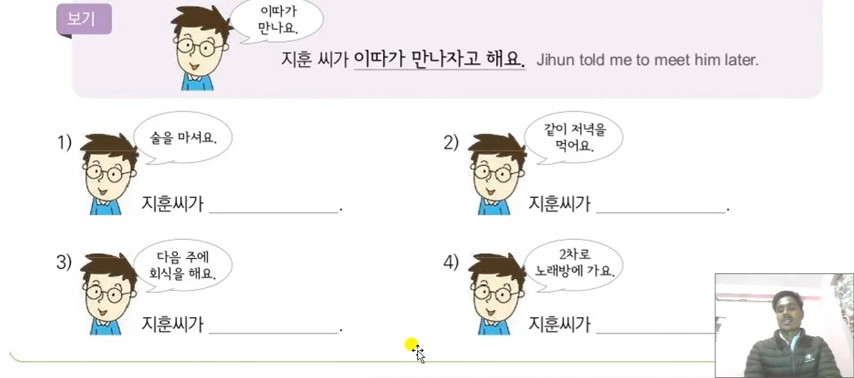 보기
이따가
만나요.
지훈 씨가 이따가 만나자고 해요. Jihun told me to meet him later.
1)
술을 마셔요.
지훈씨가 ____________.
2)
같이 저녁을
먹어요.
지훈씨가 ____________.
3)
다음 주에
회식을 해요.
지훈씨가 ____________.
4)
2차로
노래방에 가요.
지훈씨가 ____________